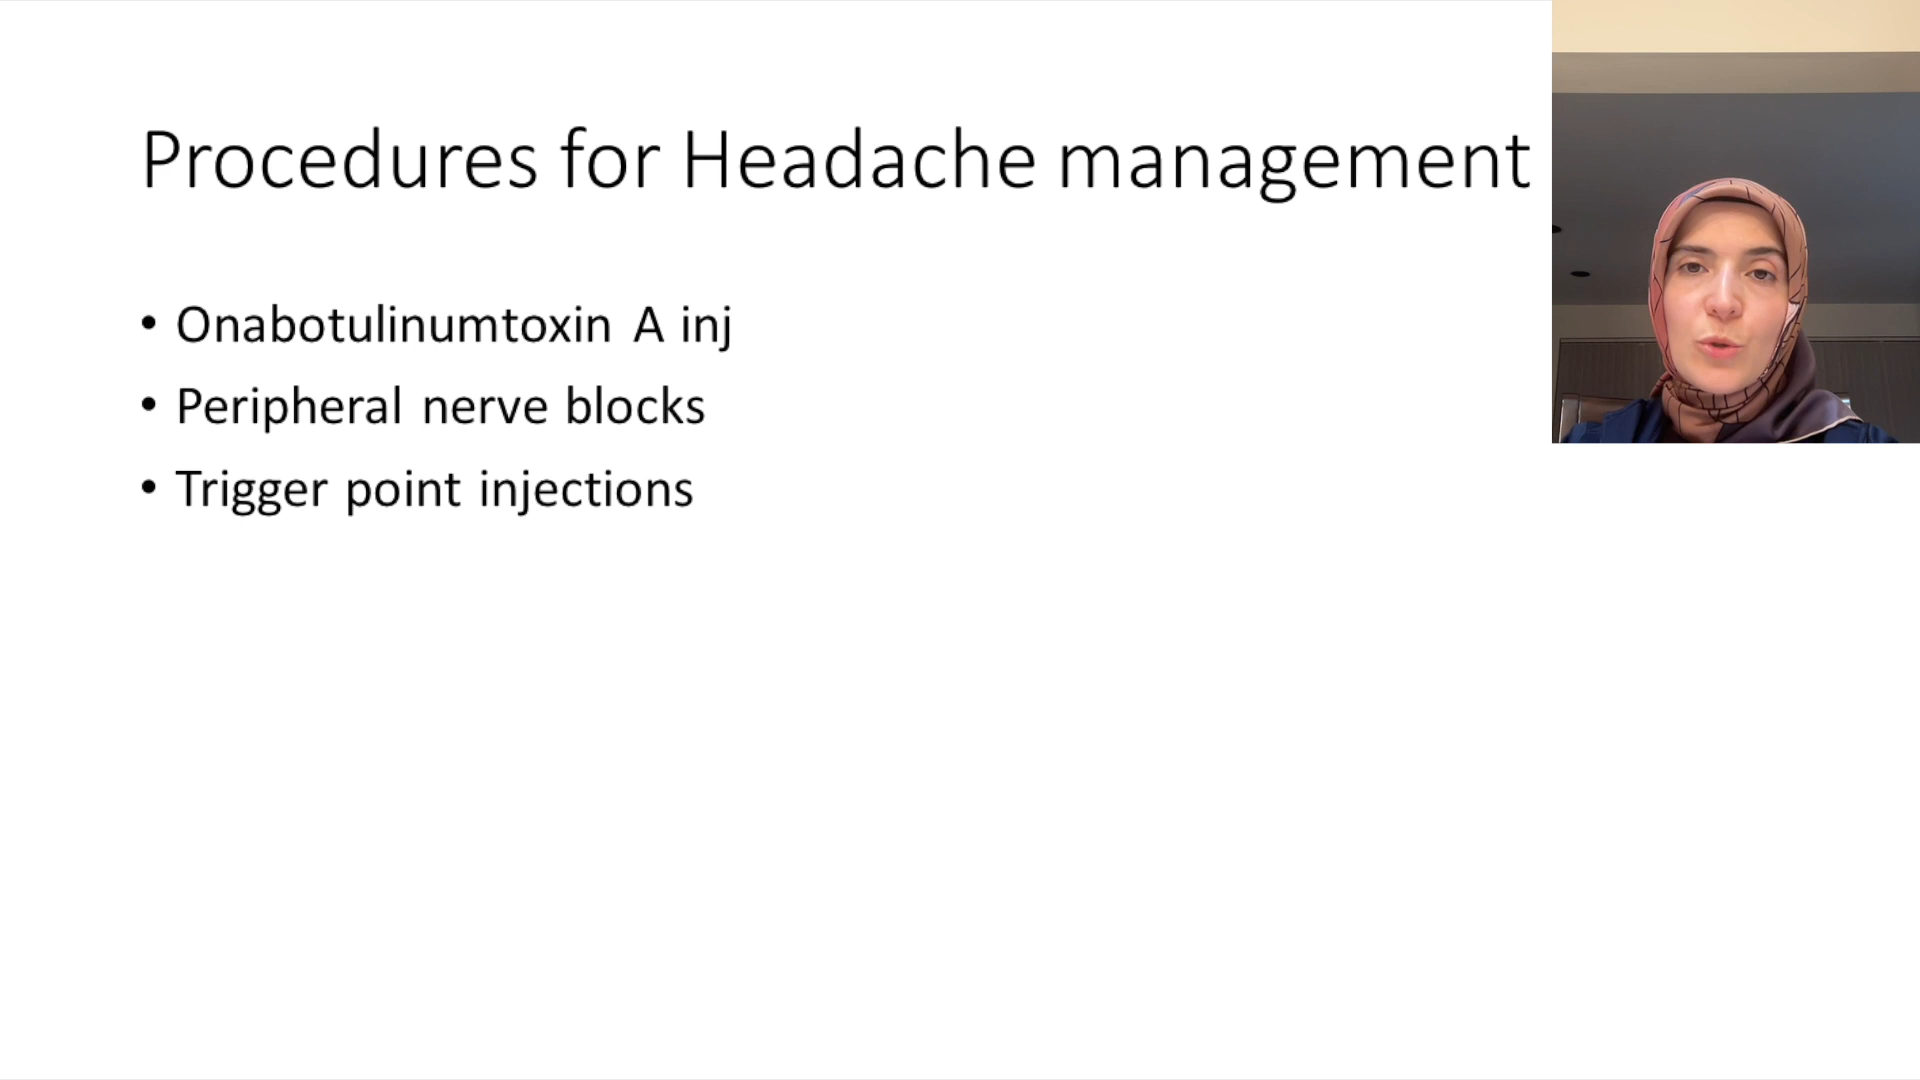 Procedures for Headache management
• Onabotulinumtoxin A inj
• Peripheral nerve blocks
• Trigger point injections